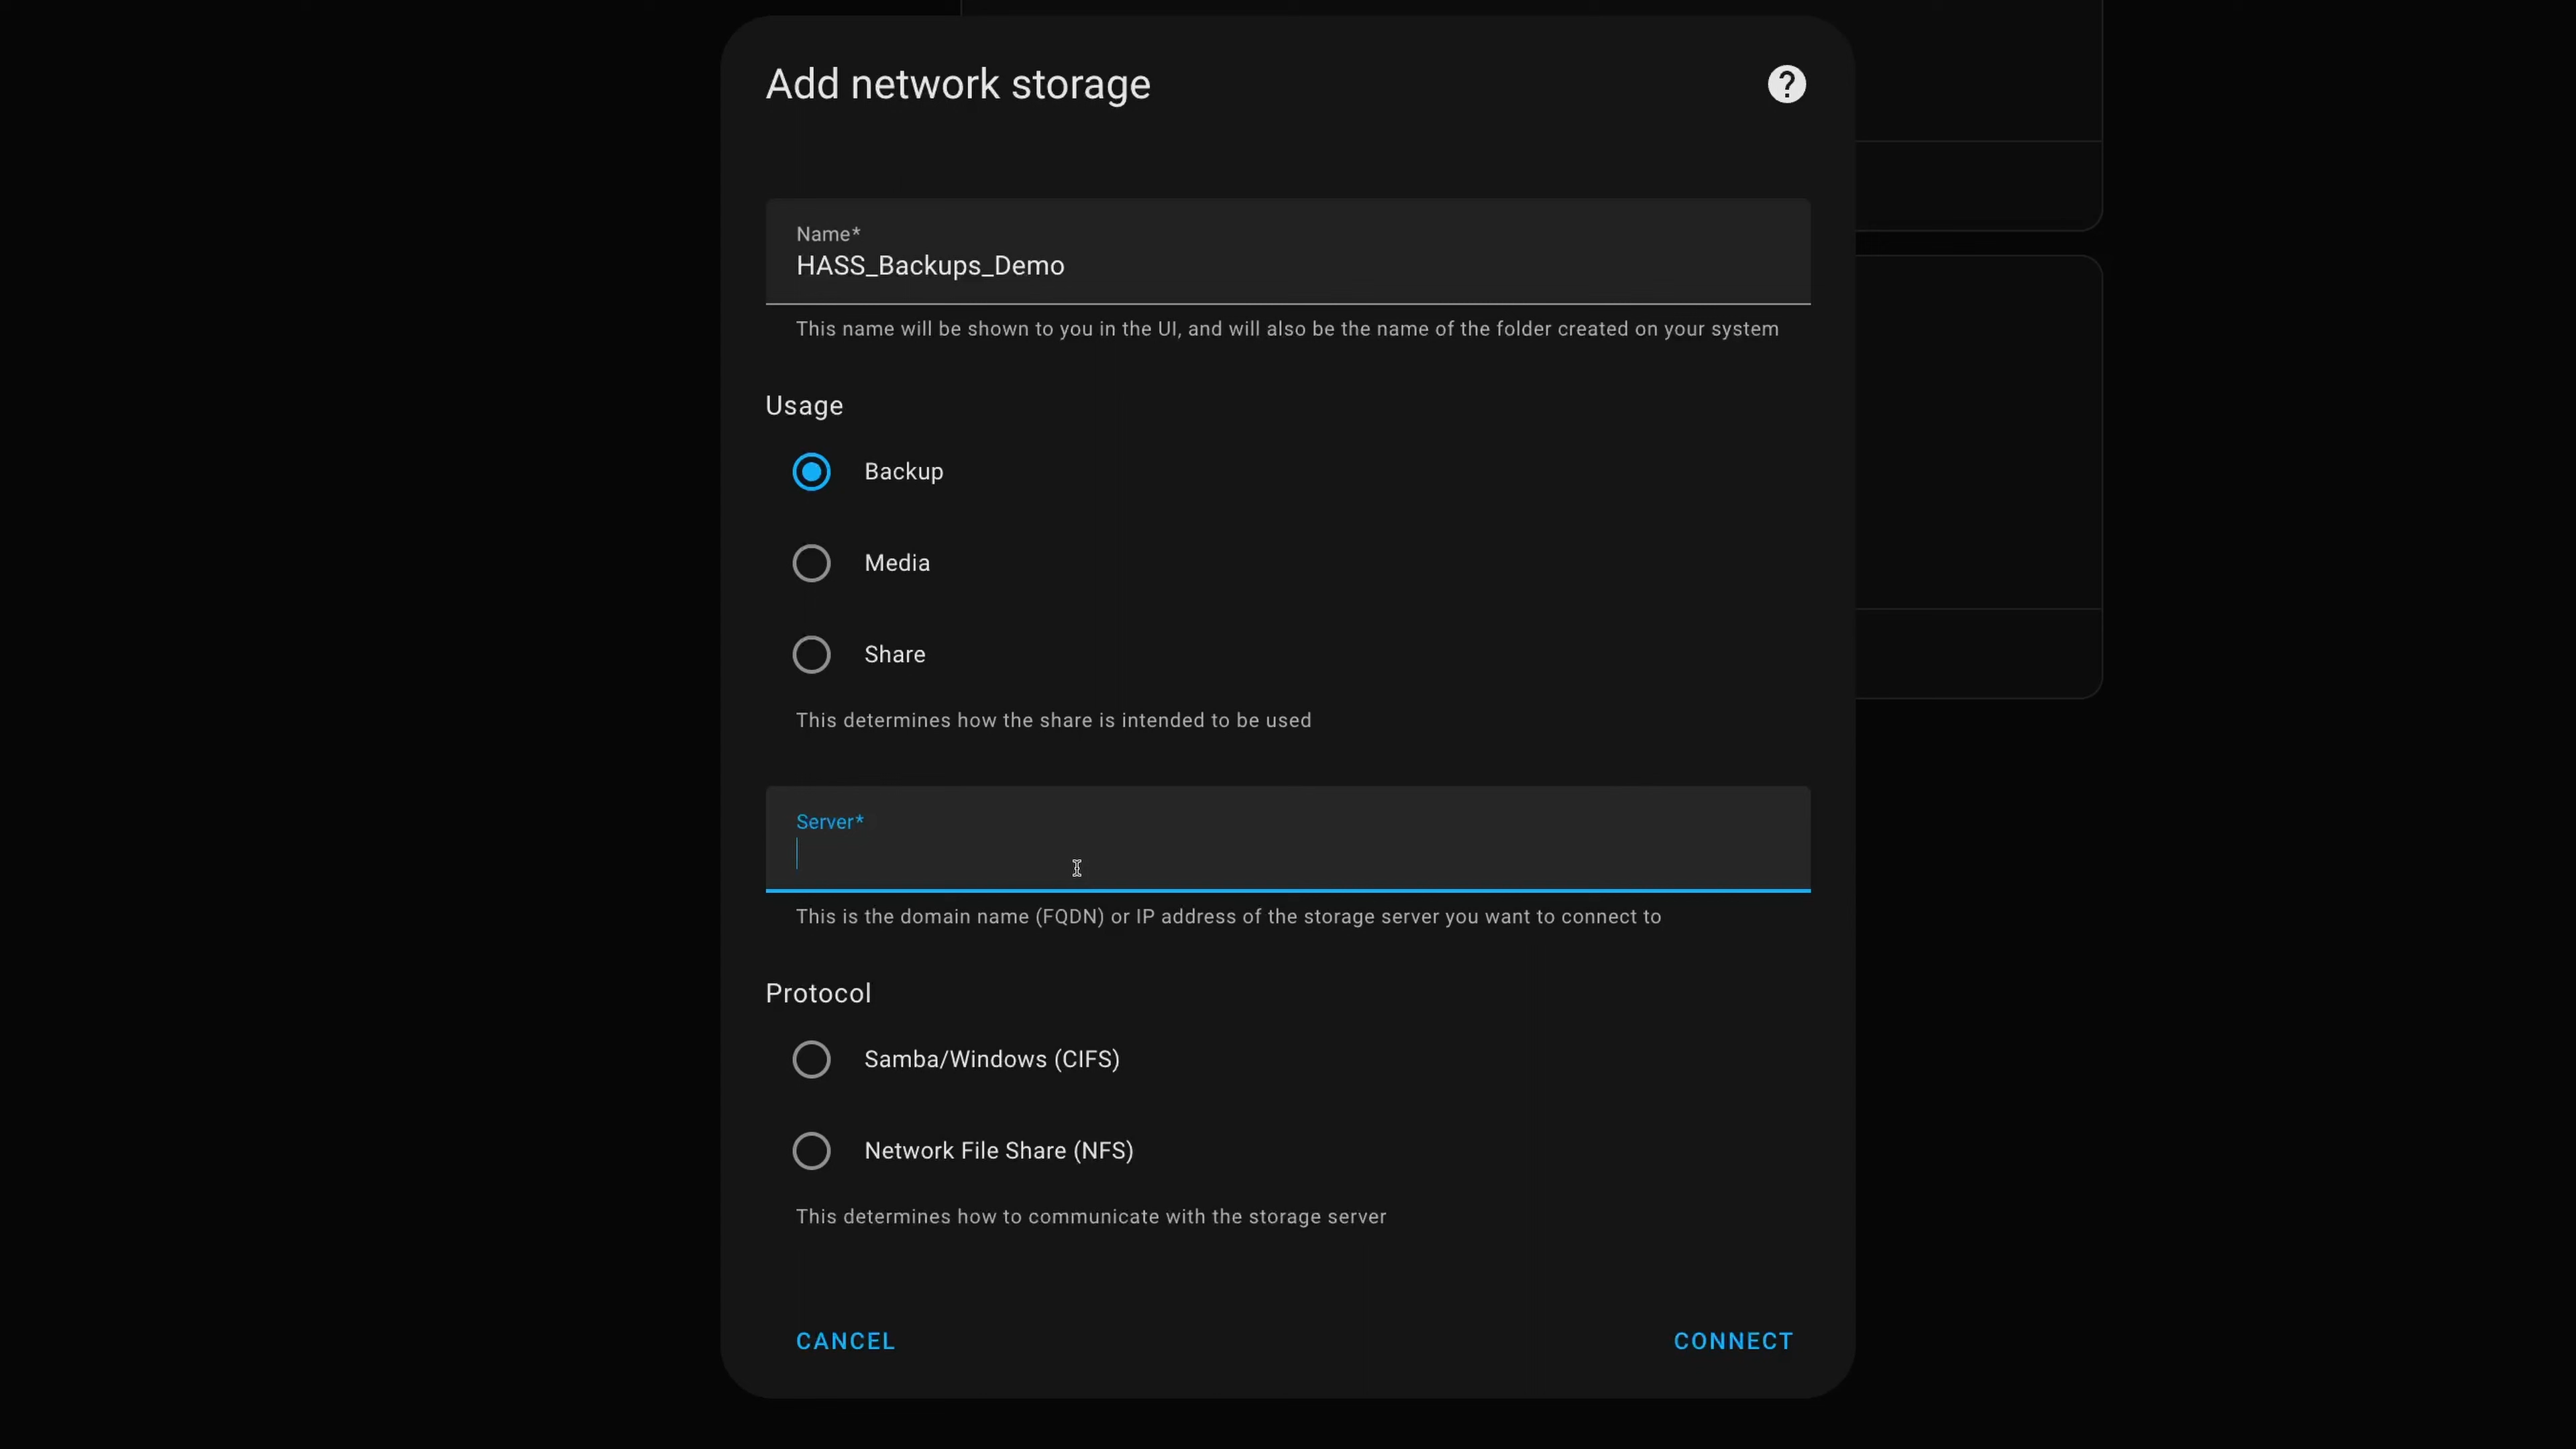 Add network storage
?
Name*
HASS_Backups_Demo
This name will be shown to you in the UI, and will also be the name of the folder created on your system
Usage
Backup
Media
Share
This determines how the share is intended to be used
Server*
This is the domain name (FQDN) or IP address of the storage server you want to connect to
Protocol
Samba/Windows (CIFS)
Network File Share (NFS)
This determines how to communicate with the storage server
CANCEL
CONNECT